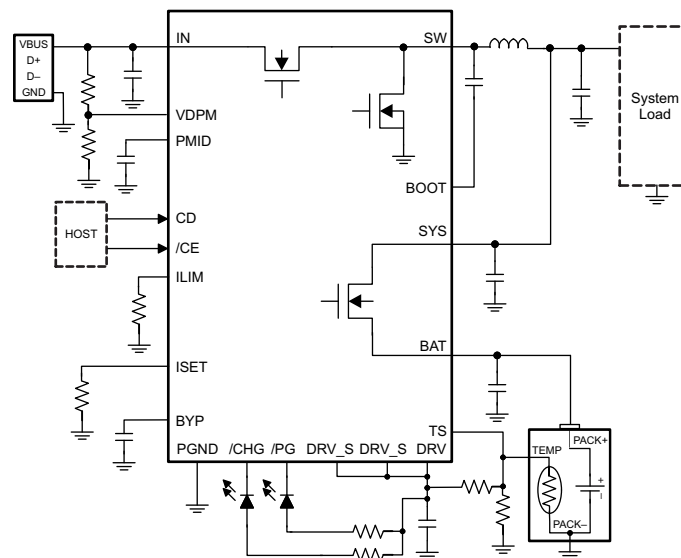 VBUS
D+
D–
GND
IN
SW
VDPM
PMID
BOOT
System
Load
HOST
CD
/CE
SYS
ILIM
BAT
ISET
BYP
TS
PGND
/CHG
/PG
DRV_S
DRV_S
DRV
TEMP
PACK+
+
–
PACK–